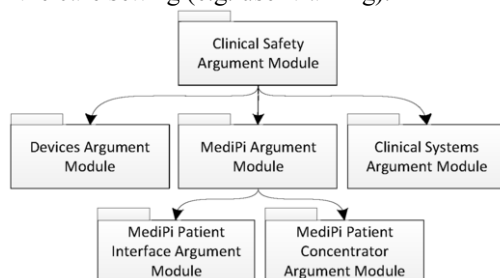 Clinical Safety
Argument Module
Devices Argument
Module
MediPi Argument
Module
Clinical Systems
Argument Module
MediPi Patient
Interface Argument
Module
MediPi Patient
Concentrator
Argument Module